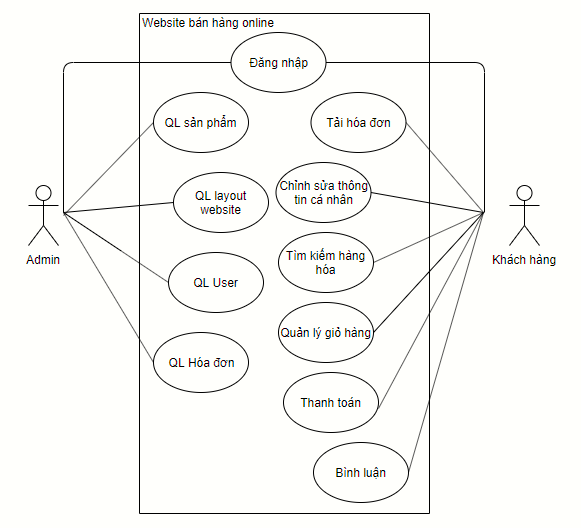 Website bán hàng online
Đăng nhập
QL sản phẩm
Tải hóa đơn
Chỉnh sửa thông
tin cá nhân
QL layout
website
Tìm kiếm hàng
hóa
Admin
Khách hàng
QL User
Quản lý giỏ hàng
QL Hóa đơn
Thanh toán
Bình luận